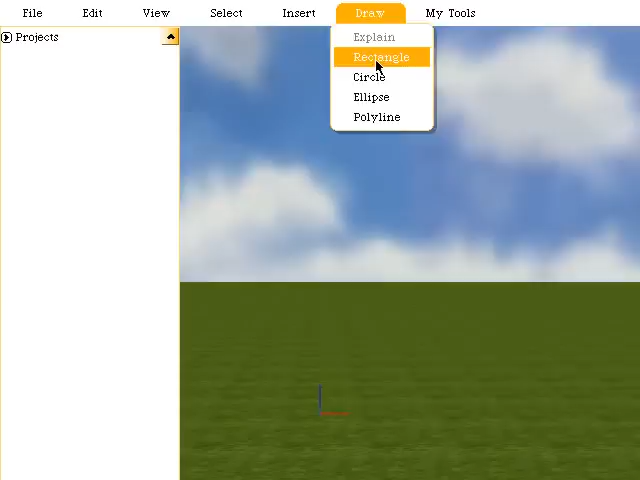 File Edit View Select Insert Draw My Tools
Projects
Explain
Rectangle
Circle
Ellipse
Polyline